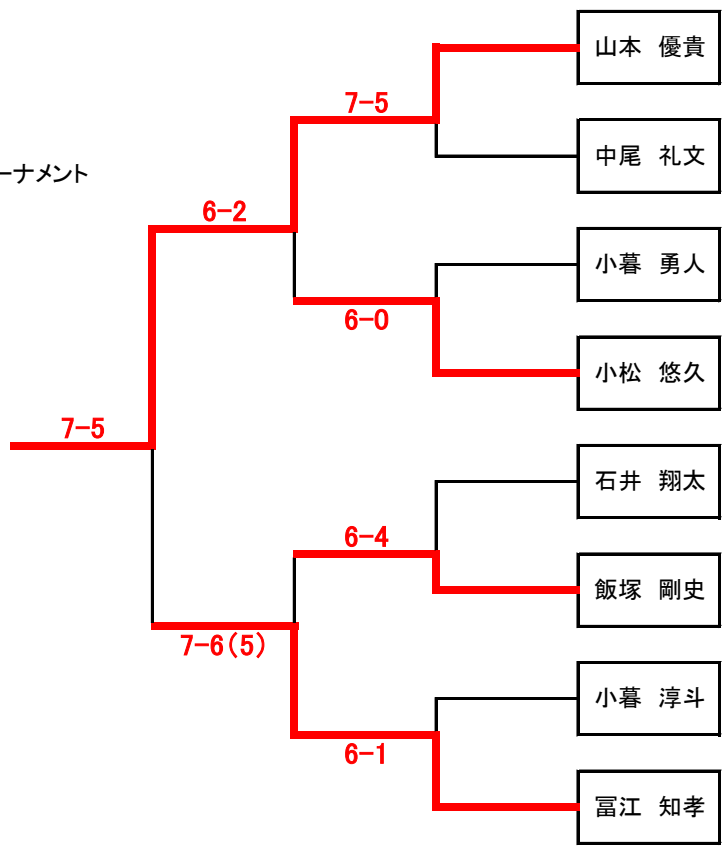 山本　優貴
7-5
中尾　礼文
ーナメント
6-2
小暮　勇人
6-0
小松　悠久
7-5
石井　翔太
6-4
飯塚　剛史
7-6(5)
小暮　淳斗
6-1
冨江　知孝